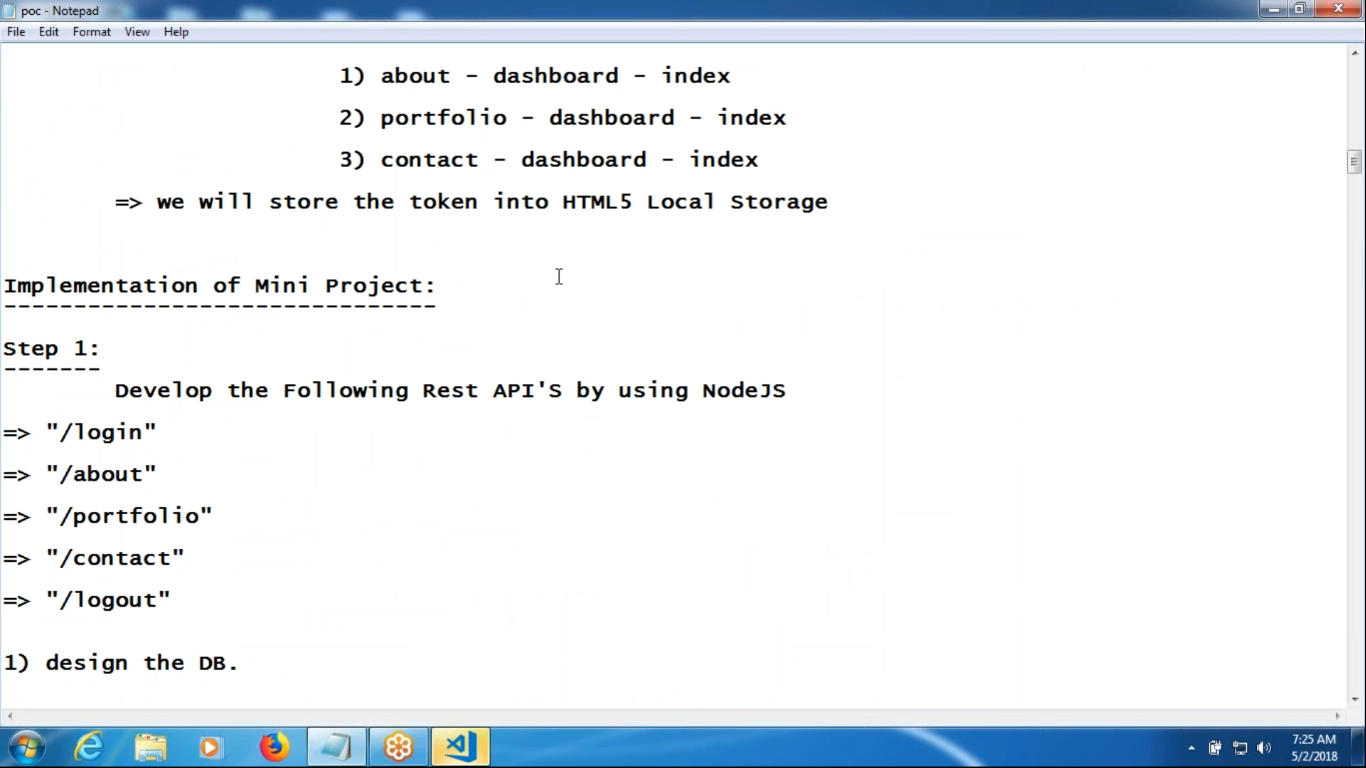 poc - Notepad
File Edit Format View Help
1) about - dashboard - index
2) portfolio - dashboard - index
3) contact - dashboard - index
=> we will store the token into HTML5 Local Storage
Implementation of Mini Project:
-------------------------------
Step 1:
-------
Develop the Following Rest API'S by using NodeJS
=> "/login"
=> "/about"
=> "/portfolio"
=> "/contact"
=> "/logout"
1) design the DB.
7:25 AM
5/2/2018